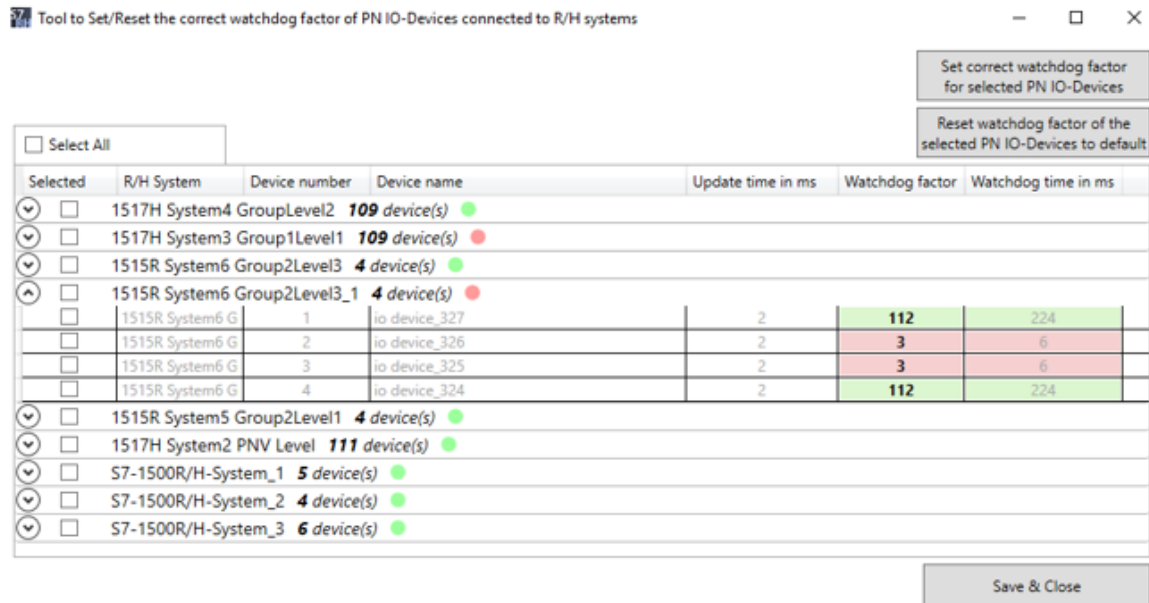 Tool to Set/Reset the correct watchdog factor of PN IO-Devices connected to R/H systems
Set correct watchdog factor
for selected PN IO-Devices
Reset watchdog factor of the
selected PN IO-Devices to default
Select All
Selected R/H System Device number Device name Update time in ms Watchdog factor Watchdog time in ms
1517H System4 GroupLevel2 109 device(s)
1517H System3 Group1Level1 109 device(s)
1515R System6 Group2Level3 4 device(s)
1515R System6 Group2Level3_1 4 device(s)
1515R System6 G 1 io device_327 2 112 224
1515R System6 G 2 io device_326 2 3 6
1515R System6 G 3 io device_325 2 3 6
1515R System6 G 4 io device_324 2 112 224
1515R System5 Group2Level1 4 device(s)
1517H System2 PNV Level 111 device(s)
S7-1500R/H-System_1 5 device(s)
S7-1500R/H-System_2 4 device(s)
S7-1500R/H-System_3 6 device(s)
Save & Close